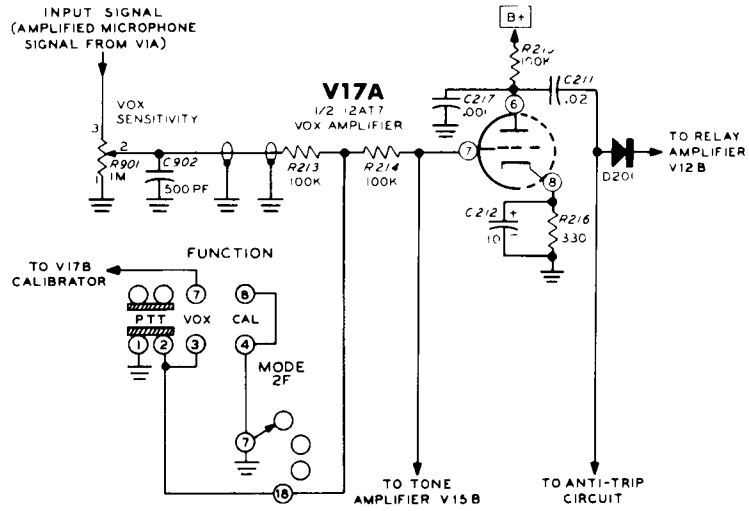 INPUT SIGNAL
(AMPLIFIED MICROPHONE
SIGNAL FROM V1A)
VOX
SENSITIVITY
3
2
1
R901
1M
C902
500 PF
R213
100K
V17A
1/2 12AT7
VOX AMPLIFIER
R214
100K
B+
100K
C217
.001
C211
.02
6
7
8
D201
TO RELAY
AMPLIFIER
V12B
C212
+
-
10
R216
330
FUNCTION
TO V17B
CALIBRATOR
7
8
PTT
VOX
CAL
1
2
3
4
MODE
2F
7
18
TO TONE
AMPLIFIER V15B
TO ANTI-TRIP
CIRCUIT